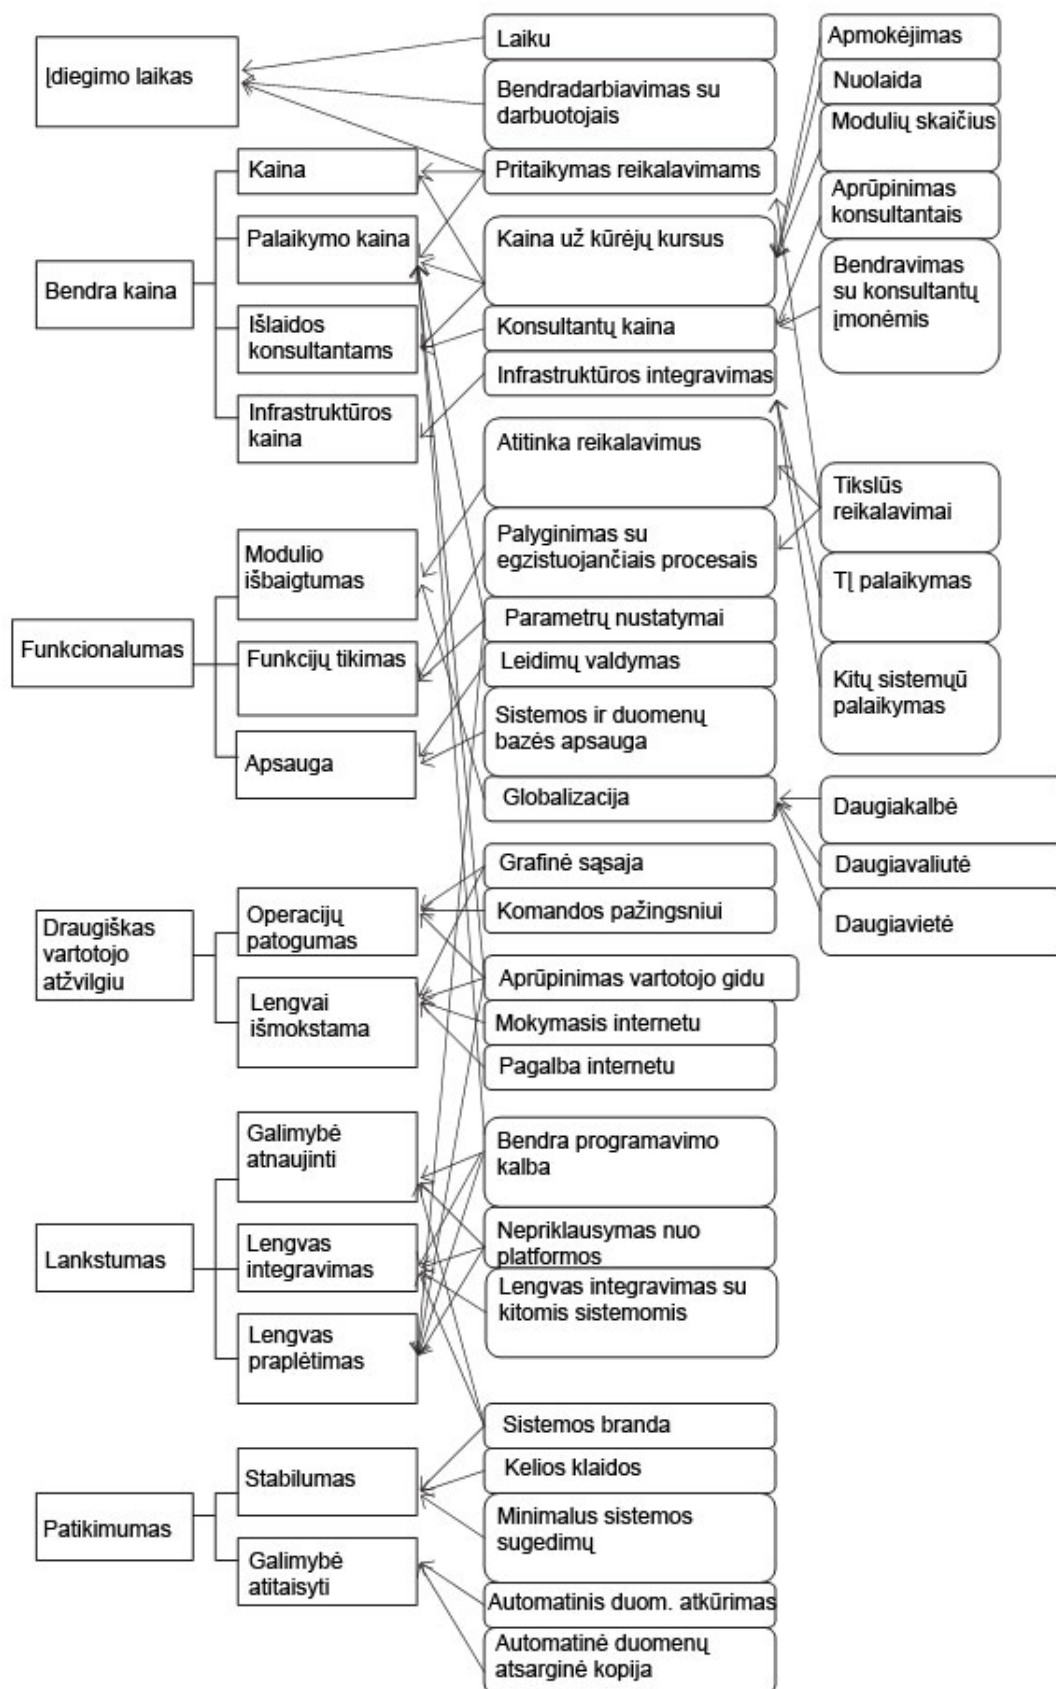 Įdiegimo laikas
Bendra kaina
Kaina
Palaikymo kaina
Išlaidos
konsultantams
Infrastruktūros
kaina
Funkcionalumas
Modulio
išbaigtumas
Funkcijų tikimas
Apsauga
Draugiškas
vartotojo
atžvilgiu
Operacijų
patogumas
Lengvai
išmokstama
Lankstumas
Galimybė
atnaujinti
Lengvas
integravimas
Lengvas
praplėtimas
Patikimumas
Stabilumas
Galimybė
atitaisyti
Laiku
Bendradarbiavimas su
darbuotojais
Pritaikymas reikalavimams
Kaina už kūrėjų kursus
Konsultantų kaina
Infrastruktūros integravimas
Atitinka reikalavimus
Palyginimas su
egzistuojančiais procesais
Parametrų nustatymai
Leidimų valdymas
Sistemos ir duomenų
bazės apsauga
Globalizacija
Grafinė sąsaja
Komandos pažingsniui
Aprūpinimas vartotojo gidu
Mokymasis internetu
Pagalba internetu
Bendra programavimo
kalba
Nepriklausymas nuo
platformos
Lengvas integravimas su
kitomis sistemomis
Sistemos branda
Kelios klaidos
Minimalus sistemos
sugedimų
Automatinis duom. atkūrimas
Automatinė duomenų
atsarginė kopija
Apmokėjimas
Nuolaida
Modulių skaičius
Aprūpinimas
konsultantais
Bendravimas
su konsultantų
įmonėmis
Tikslūs
reikalavimai
TĮ palaikymas
Kitų sistemųū
palaikymas
Daugiakalbė
Daugiavaliutė
Daugiavietė